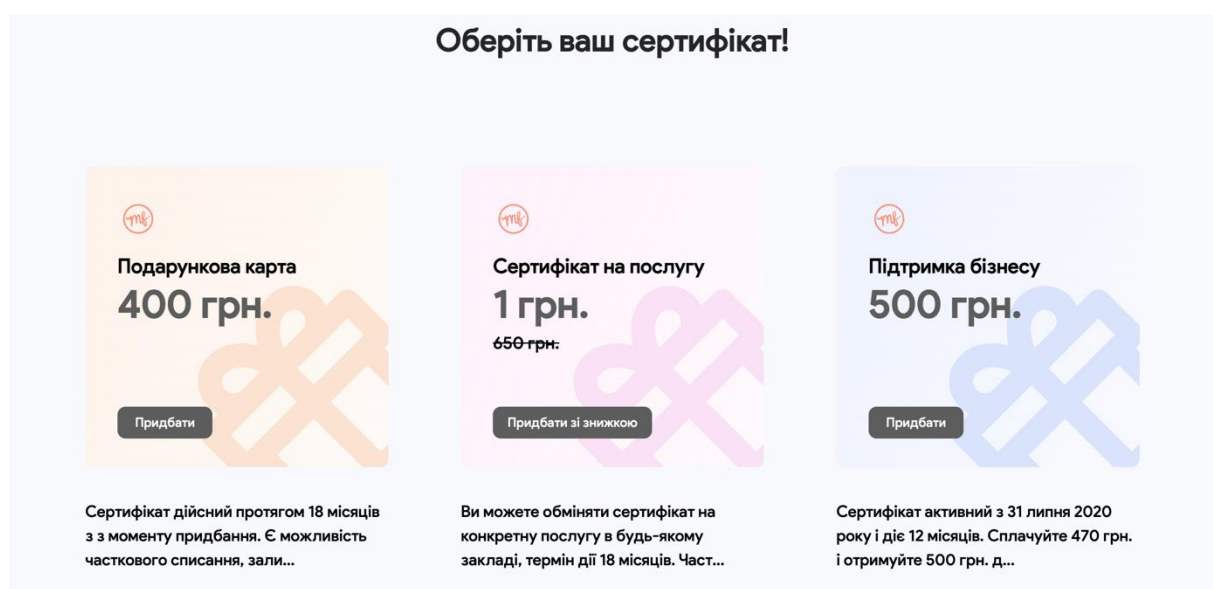 Оберіть ваш сертифікат!
mf
Подарункова карта
400 грн.
Придбати
Сертифікат дійсний протягом 18 місяців
з з моменту придбання. Є можливість
часткового списання, зали...
mf
Сертифікат на послугу
1 грн.
650 грн.
Придбати зі знижкою
Ви можете обміняти сертифікат на
конкретну послугу в будь-якому
закладі, термін дії 18 місяців. Част...
mf
Підтримка бізнесу
500 грн.
Придбати
Сертифікат активний з 31 липня 2020
року і діє 12 місяців. Сплачуйте 470 грн.
і отримуйте 500 грн. д...